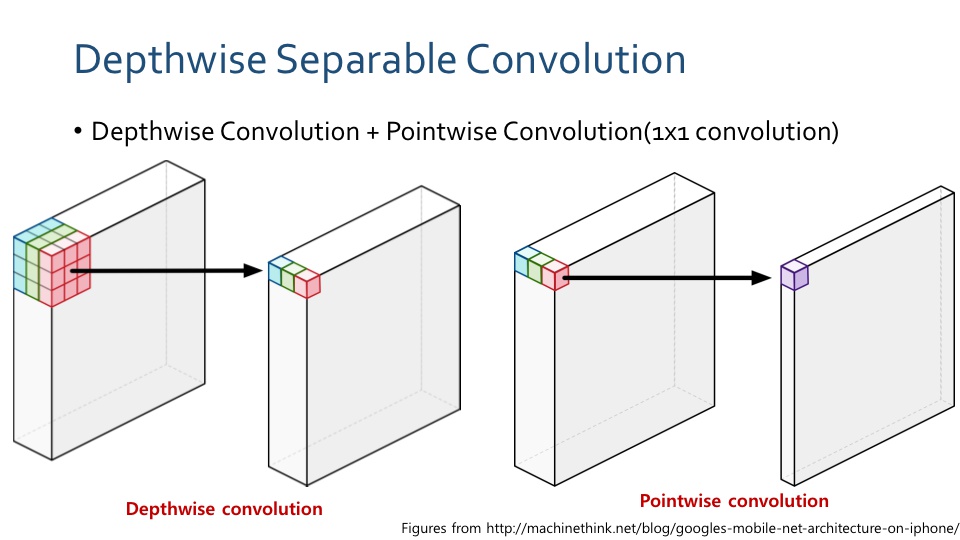 Depthwise Separable Convolution
• Depthwise Convolution + Pointwise Convolution(1x1 convolution)
Depthwise convolution
Pointwise convolution
Figures from http://machinethink.net/blog/googles-mobile-net-architecture-on-iphone/